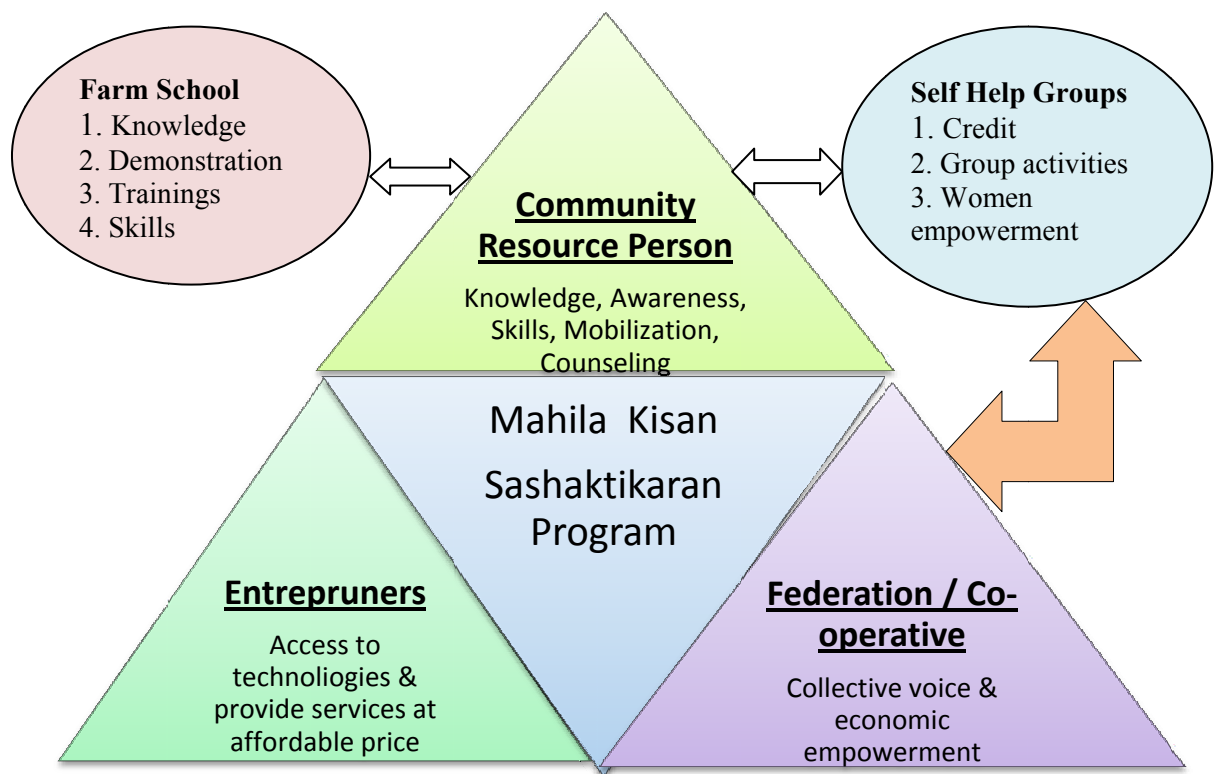 Farm School
1. Knowledge
2. Demonstration
3. Trainings
4. Skills
Self Help Groups
1. Credit
2. Group activities
3. Women
empowerment
Community
Resource Person
Knowledge, Awareness,
Skills, Mobilization,
Counseling
Mahila Kisan
Sashaktikaran
Program
Entrepruners
Access to
technoliogies &
provide services at
affordable price
Federation / Co-
operative
Collective voice &
economic
empowerment